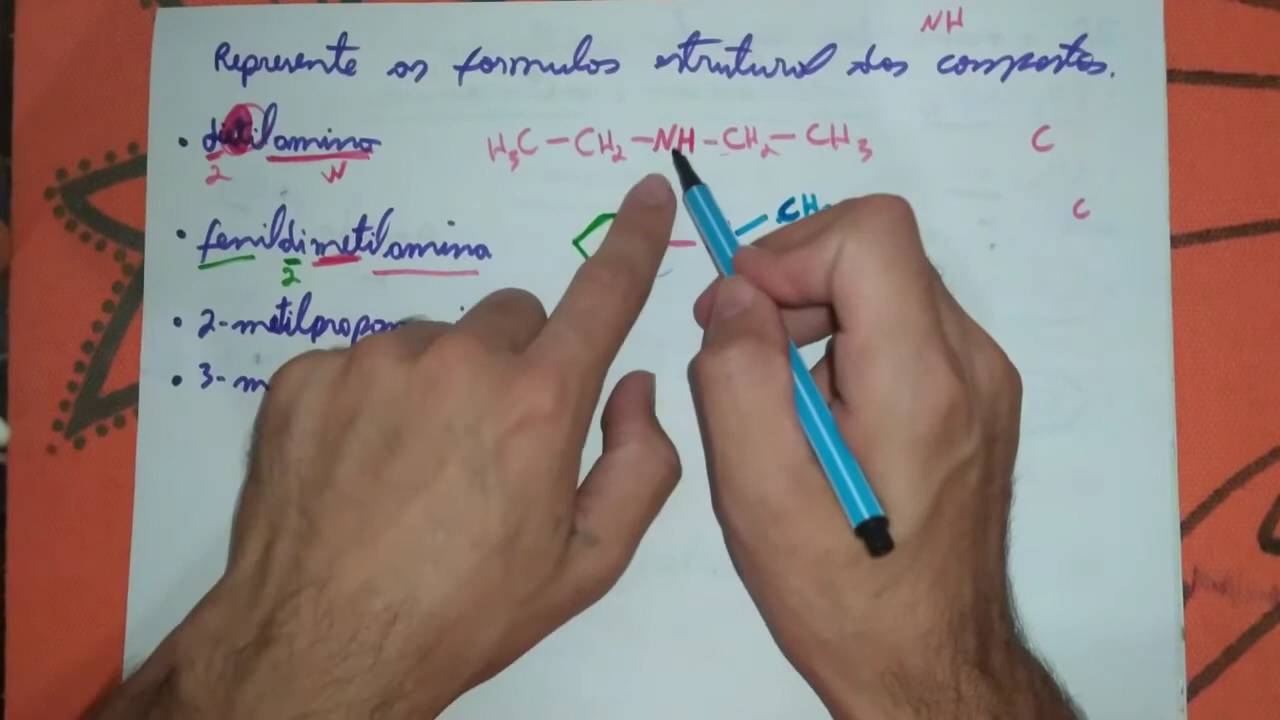 NH
Represente as formulas estrutural dos compostos.
• dietilamina H₃C – CH₂ – NH – CH₂ – CH₃ C
2 N
• fenildimetilamina CH C
2
• 2-metilpropan
• 3-m